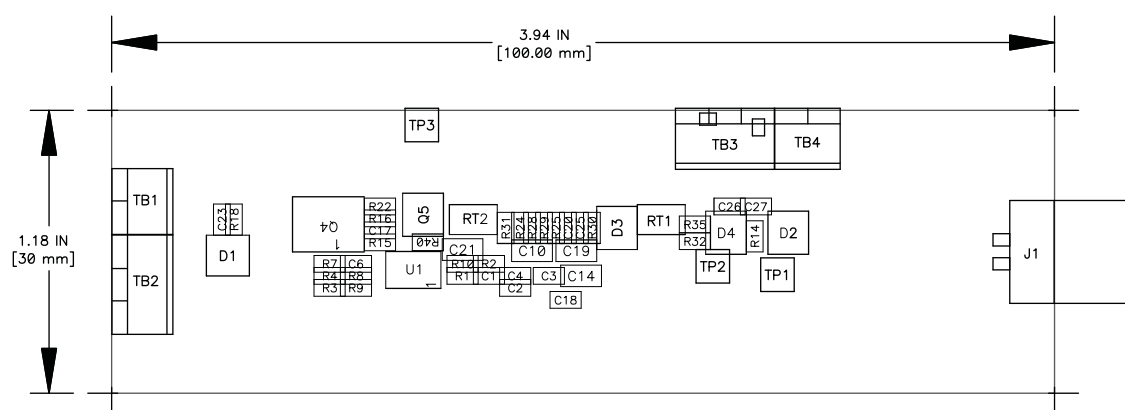 3.94 IN
[100.00 mm]
1.18 IN
[30 mm]
TP3
TB3
TB4
TB1
TB2
C23
R18
D1
Q4
1
R22
R16
C17
R15
Q5
R40
RT2
R31
R24
R28
R29
R25
C20
C25
R30
D3
RT1
R35
R32
C26
C27
D4
R14
D2
C21
C10
C19
R7
C6
R4
R8
R3
R9
U1
1
R10
R2
R1
C1
C4
C2
C3
C14
C18
TP2
TP1
J1